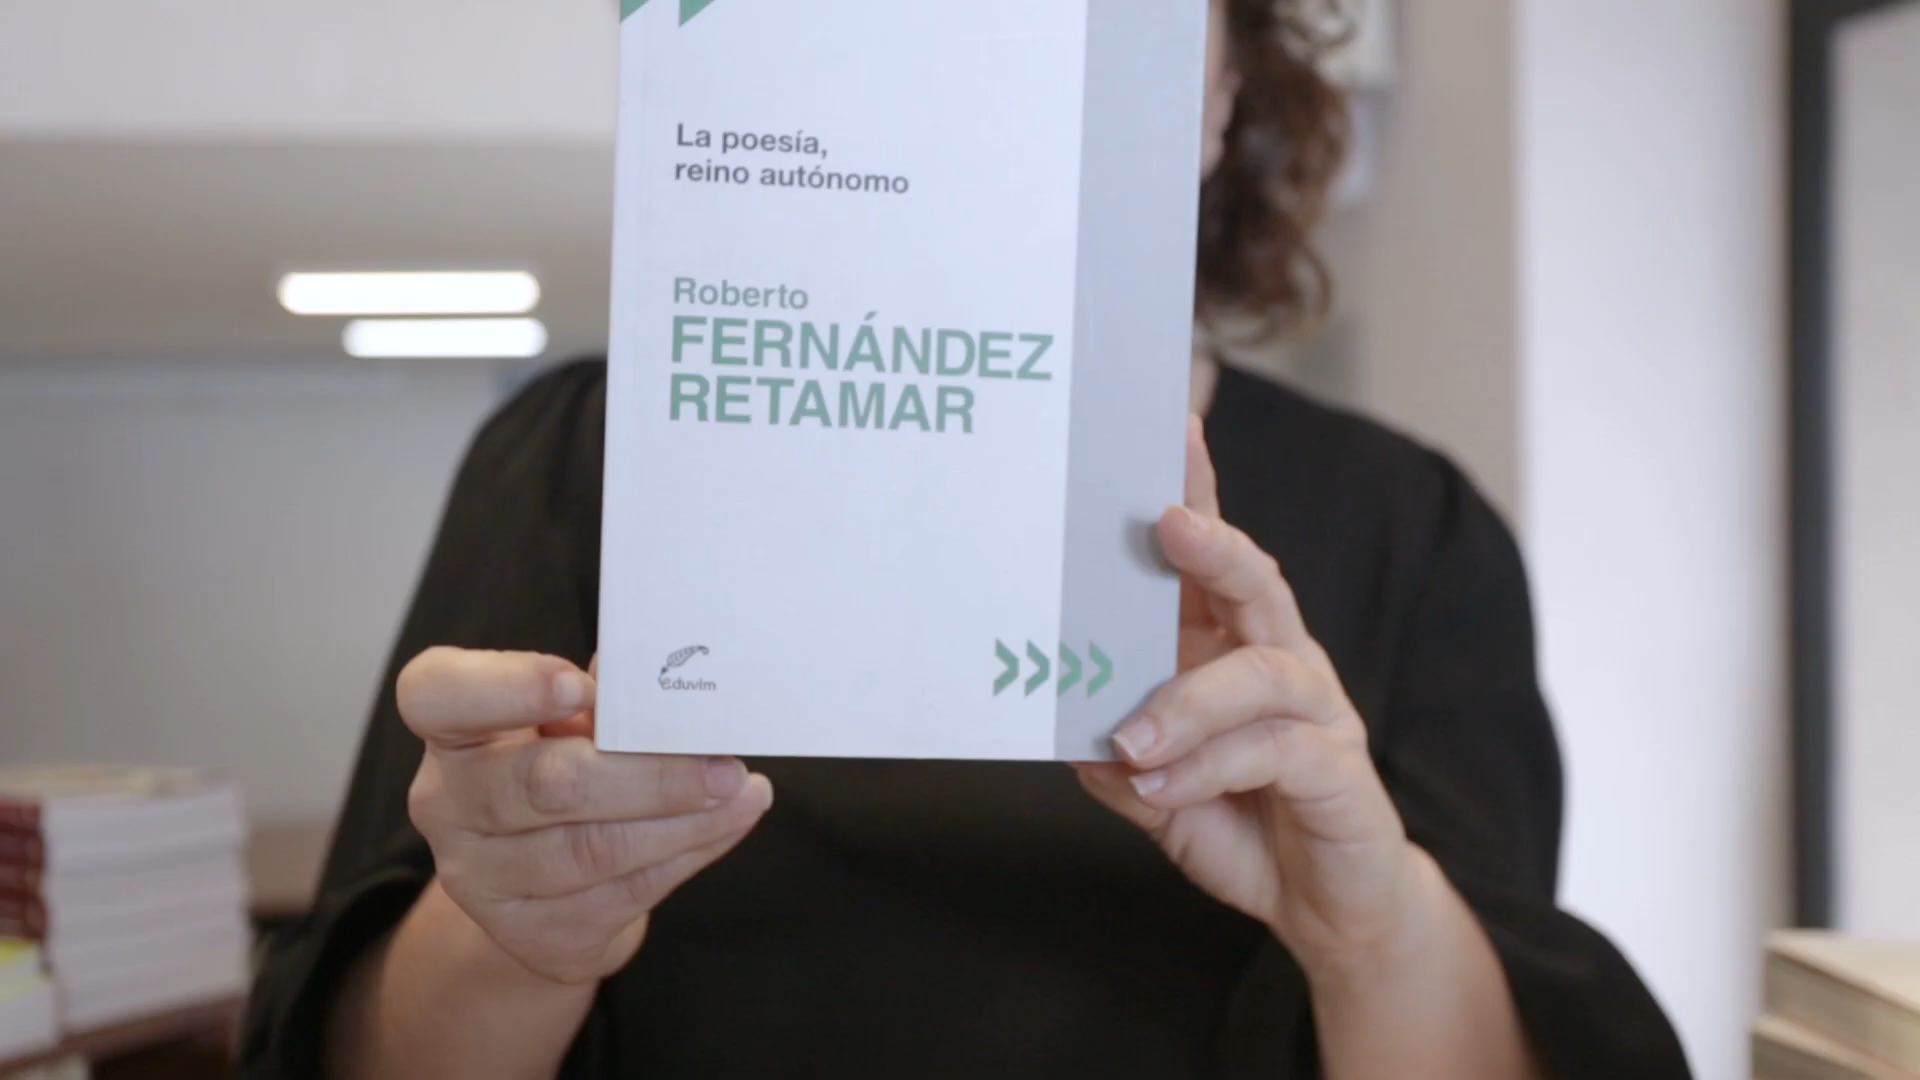 La poesía,
reino autónomo
Roberto
FERNÁNDEZ
RETAMAR
eduvim